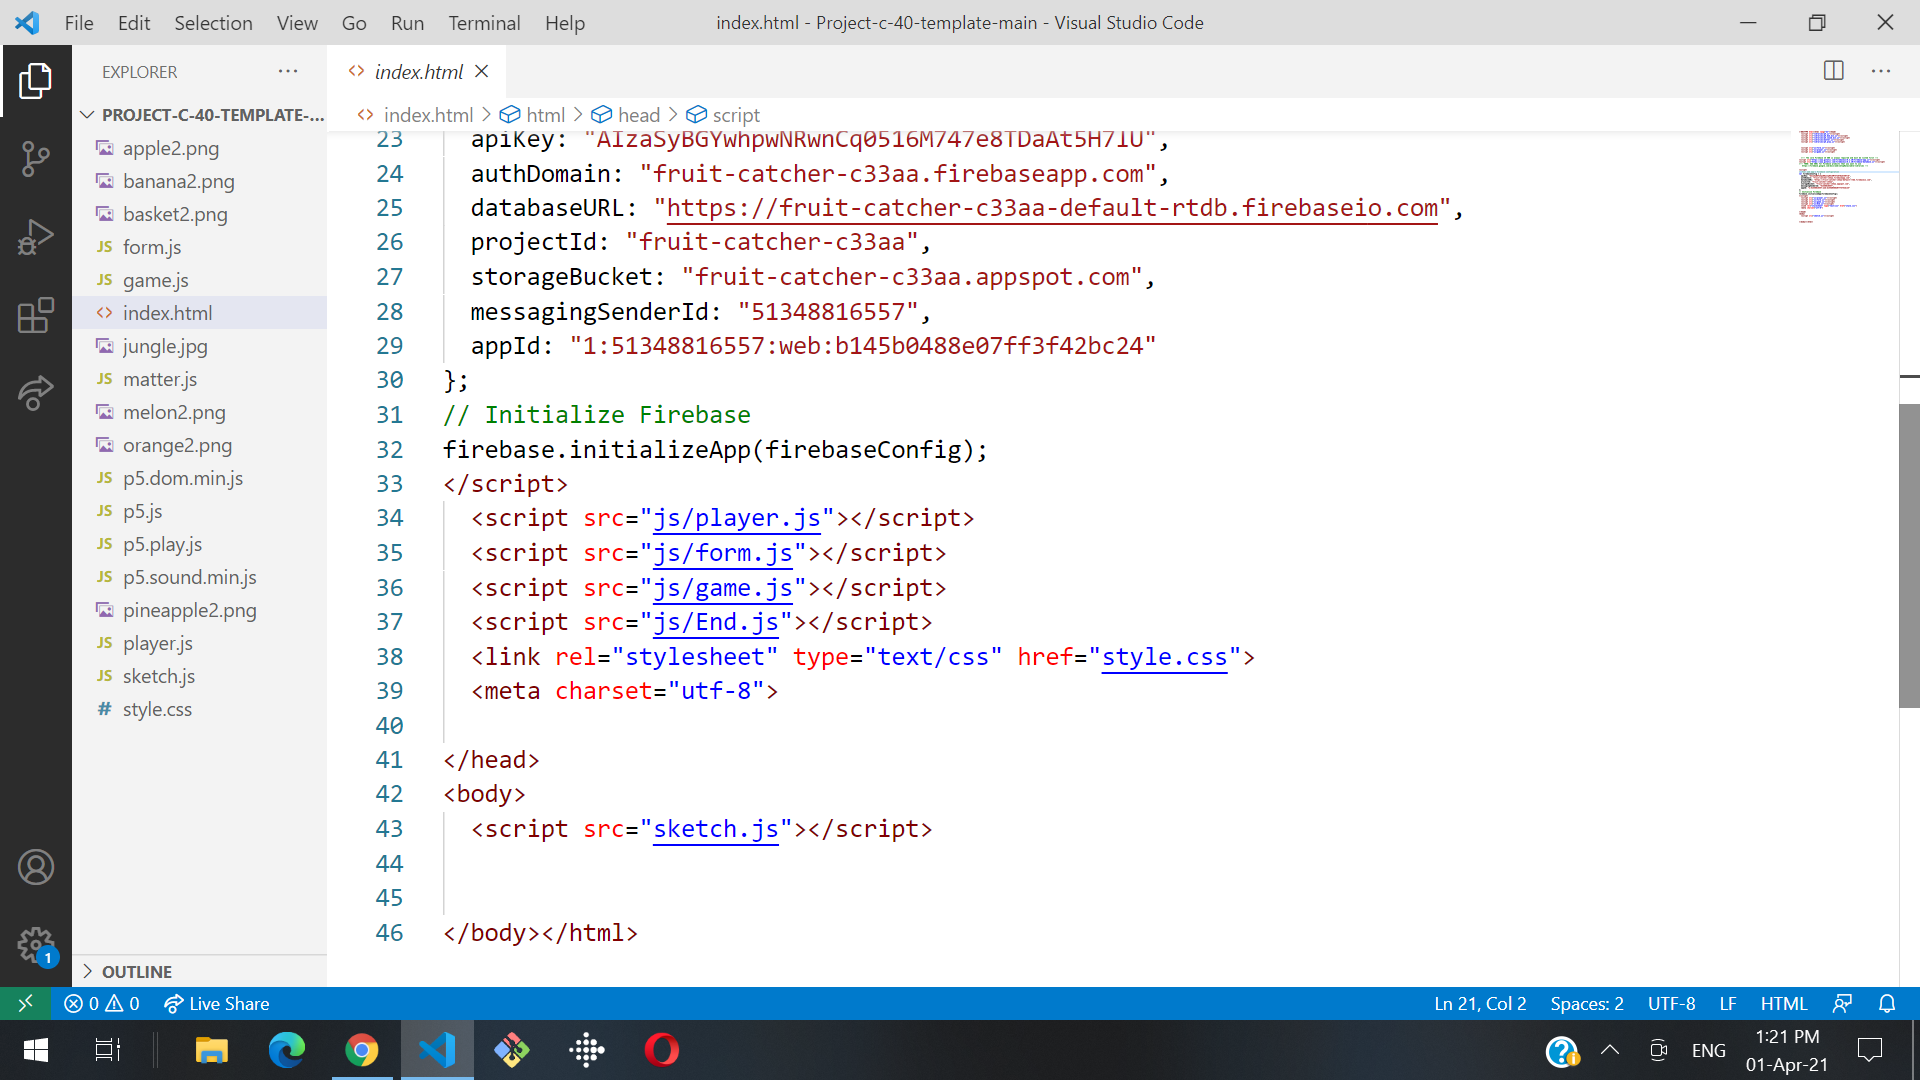 File Edit Selection View Go Run Terminal Help
index.html - Project-c-40-template-main - Visual Studio Code
EXPLORER
index.html
PROJECT-C-40-TEMPLATE-...
index.html > html > head > script
apple2.png
banana2.png
basket2.png
form.js
game.js
index.html
jungle.jpg
matter.js
melon2.png
orange2.png
p5.dom.min.js
p5.js
p5.play.js
p5.sound.min.js
pineapple2.png
player.js
sketch.js
style.css
OUTLINE
24 authDomain: "fruit-catcher-c33aa.firebaseapp.com",
25 databaseURL: "https://fruit-catcher-c33aa-default-rtdb.firebaseio.com",
26 projectId: "fruit-catcher-c33aa",
27 storageBucket: "fruit-catcher-c33aa.appspot.com",
28 messagingSenderId: "51348816557",
29 appId: "1:51348816557:web:b145b0488e07ff3f42bc24"
30 };
31 // Initialize Firebase
32 firebase.initializeApp(firebaseConfig);
33 </script>
34 <script src="js/player.js"></script>
35 <script src="js/form.js"></script>
36 <script src="js/game.js"></script>
37 <script src="js/End.js"></script>
38 <link rel="stylesheet" type="text/css" href="style.css">
39 <meta charset="utf-8">
40
41 </head>
42 <body>
43 <script src="sketch.js"></script>
44
45
46 </body></html>
1
0 0 Live Share
Ln 21, Col 2 Spaces: 2 UTF-8 LF HTML
ENG
1:21 PM
01-Apr-21